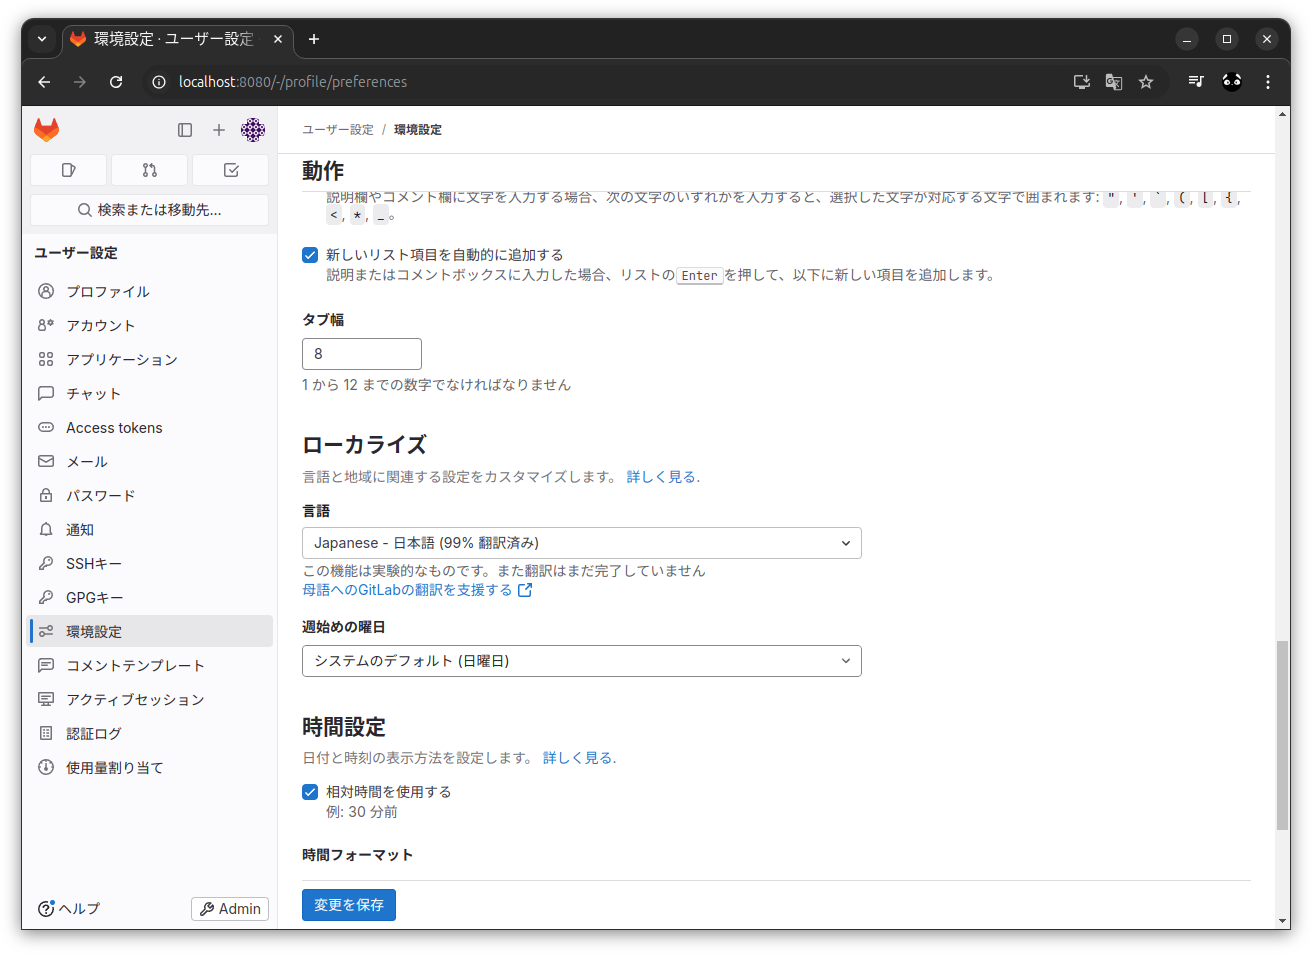 環境設定 · ユーザー設定
localhost:8080/-/profile/preferences
検索または移動先...
ユーザー設定
プロファイル
アカウント
アプリケーション
チャット
Access tokens
メール
パスワード
通知
SSHキー
GPGキー
環境設定
コメントテンプレート
アクティブセッション
認証ログ
使用量割り当て
ヘルプ
Admin
ユーザー設定 / 環境設定
動作
説明欄やコメント欄に文字を入力する場合、次の文字のいずれかを入力すると、選択した文字が対応する文字で囲まれます: ", ', `, (, [, {,
<, *, _。
新しいリスト項目を自動的に追加する
説明またはコメントボックスに入力した場合、リストの Enter を押して、以下に新しい項目を追加します。
タブ幅
8
1 から 12 までの数字でなければなりません
ローカライズ
言語と地域に関連する設定をカスタマイズします。 詳しく見る.
言語
Japanese - 日本語 (99% 翻訳済み)
この機能は実験的なものです。また翻訳はまだ完了していません
母語へのGitLabの翻訳を支援する
週始めの曜日
システムのデフォルト (日曜日)
時間設定
日付と時刻の表示方法を設定します。 詳しく見る.
相対時間を使用する
例: 30 分前
時間フォーマット
変更を保存